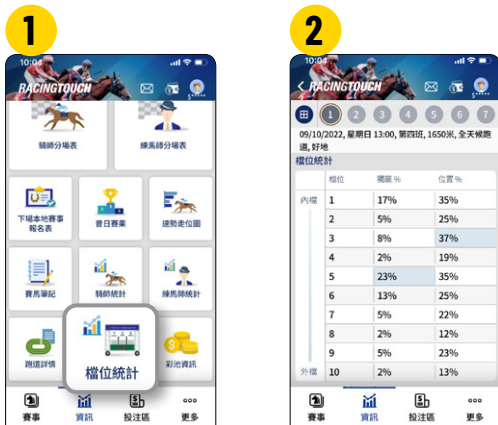 1
10:04
RACINGTOUCH
騎師分場表
練馬師分場表
下場本地賽事
報名表
昔日賽果
速勢走位圖
賽馬筆記
騎師統計
練馬師統計
跑道詳情
檔位統計
彩池資訊
賽事
資訊
投注區
更多
2
10:04
RACINGTOUCH
1 2 3 4 5 6 7
09/10/2022, 星期日 13:00, 第四班, 1650米, 全天候跑
道, 好地
檔位統計
檔位 獨贏 % 位置 %
內檔 1 17% 35%
2 5% 25%
3 8% 37%
4 2% 19%
5 23% 35%
6 13% 25%
7 5% 22%
8 2% 12%
9 5% 23%
外檔 10 2% 13%
賽事
資訊
投注區
更多